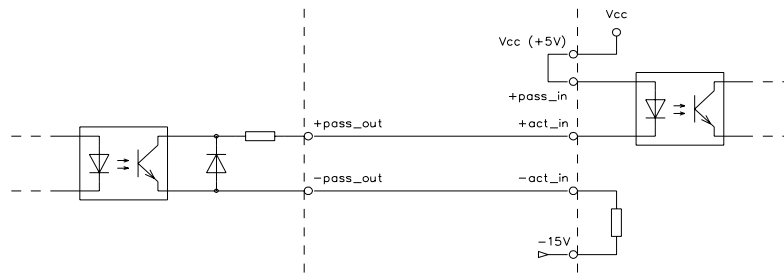 Vcc
Vcc (+5V)
+pass_in
+pass_out
+act_in
-pass_out
-act_in
-15V